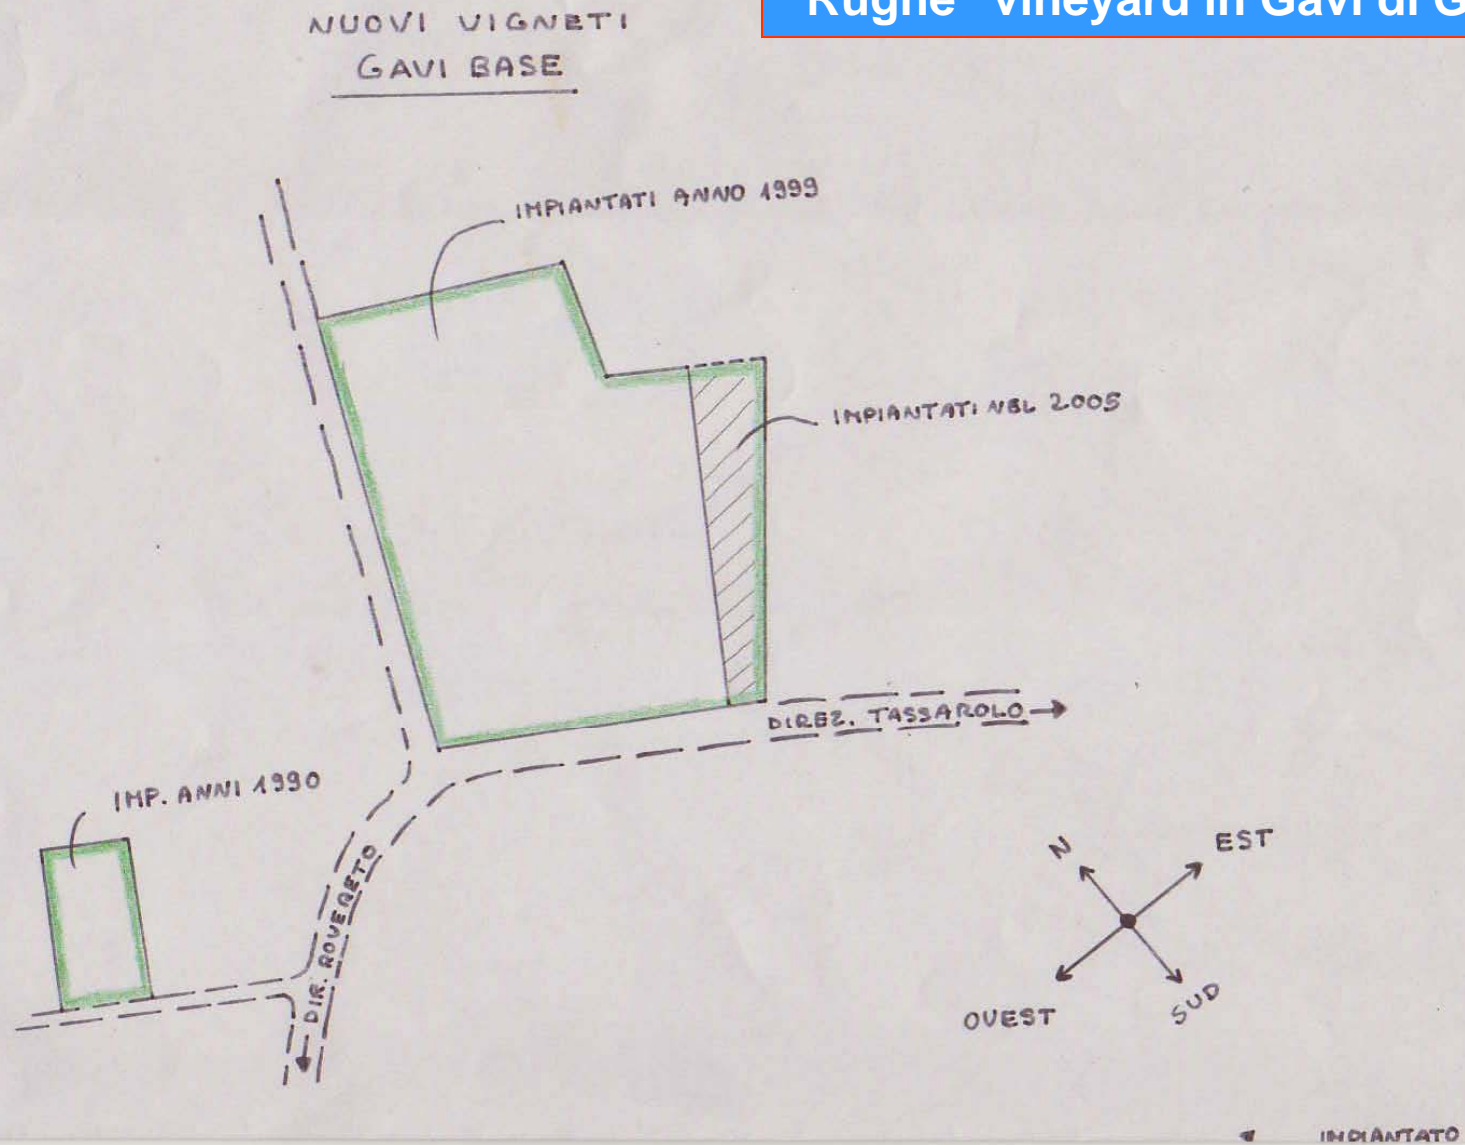 Rughe" vineyard in Gavi di G
NUOVI VIGNETI
GAVI BASE
IMPIANTATI ANNO 1999
IMPIANTATI NEL 2005
DIREZ. TASSAROLO
IMP. ANNI 1990
DIR. ROVERETO
N
EST
OVEST
SUD
IMPIANTATO